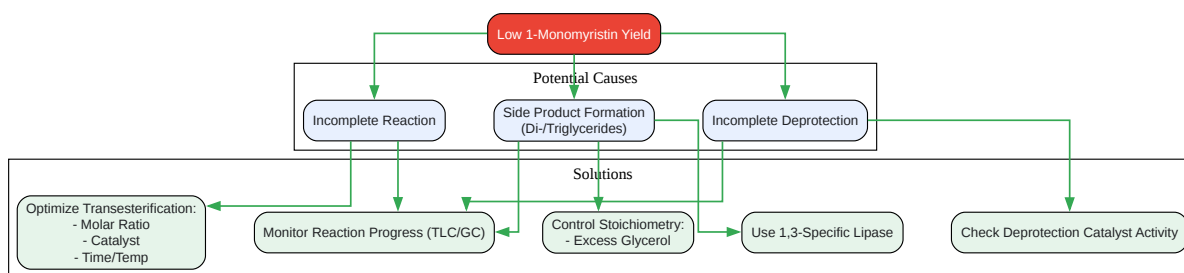 Low 1-Monomyristin Yield
Potential Causes
Incomplete Reaction
Side Product Formation
(Di-/Triglycerides)
Incomplete Deprotection
Solutions
Optimize Transesterification:
- Molar Ratio
- Catalyst
- Time/Temp
Monitor Reaction Progress (TLC/GC)
Control Stoichiometry:
- Excess Glycerol
Use 1,3-Specific Lipase
Check Deprotection Catalyst Activity